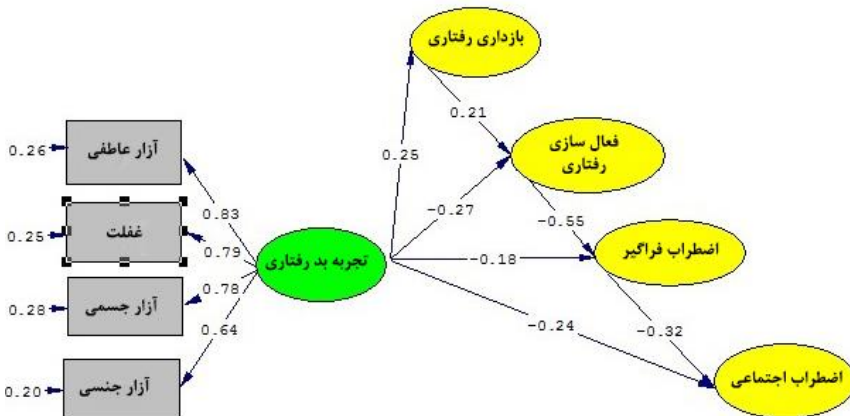 بازداری رفتاری
0.21
آزار عاطفی
0.26
فعال سازی
رفتاری
0.25
0.83
-0.27
-0.55
غفلت
0.25
0.79
تجربه بد رفتاری
-0.18
اضطراب فراگیر
0.78
آزار جسمی
0.28
0.64
-0.24
-0.32
آزار جنسی
0.20
اضطراب اجتماعی